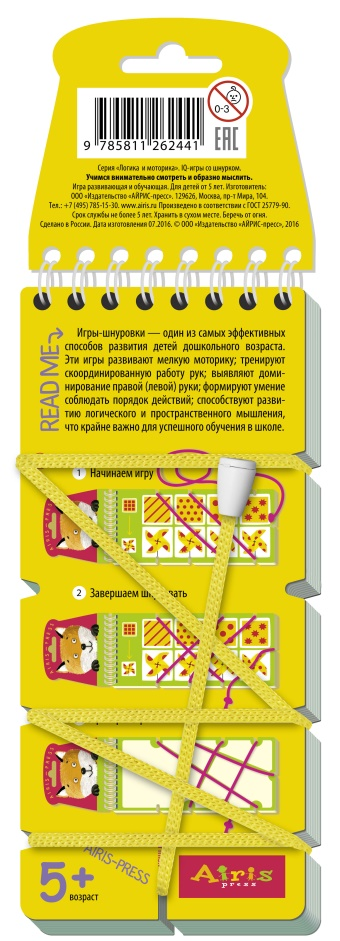 0-3
9 785811 262441
EAC
Серия «Логика и моторика». IQ-игры со шнурком.
Учимся внимательно смотреть и образно мыслить.
Игра развивающая и обучающая. Для детей от 5 лет. Изготовитель:
ООО «Издательство «АЙРИС-пресс». 129626, Москва, пр-т Мира, 104.
Тел.: +7 (495) 785-15-30. www.airis.ru Произведено в соответствии с ГОСТ 25779-90.
Срок службы не более 5 лет. Хранить в сухом месте. Беречь от огня.
Сделано в России. Дата изготовления 07.2016. © ООО «Издательство «АЙРИС-пресс», 2016
READ ME
Игры-шнуровки — один из самых эффективных
способов развития детей дошкольного возраста.
Эти игры развивают мелкую моторику; тренируют
скоординированную работу рук; выявляют доми-
нирование правой (левой) руки; формируют умение
соблюдать порядок действий; способствуют разви-
тию логического и пространственного мышления,
что крайне важно для успешного обучения в школе.
1 Начинаем игру
2 Завершаем
AIRIS-PRESS
5+
возраст
Airis
press